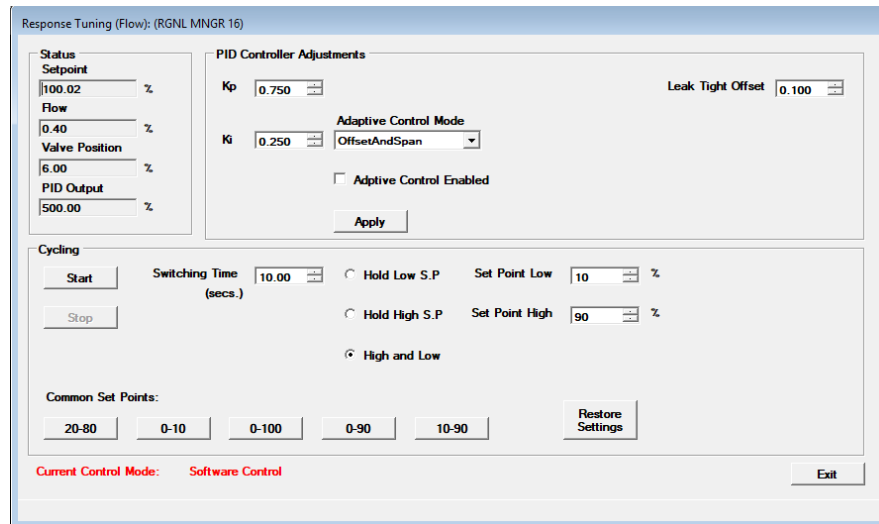 Response Tuning (Flow): (RGNL MNGR 16)
Status
Setpoint
100.02 %
Flow
0.40 %
Valve Position
6.00 %
PID Output
500.00 %
PID Controller Adjustments
Kp 0.750
Leak Tight Offset 0.100
Adaptive Control Mode
Ki 0.250 OffsetAndSpan
Adptive Control Enabled
Apply
Cycling
Start
Stop
Switching Time 10.00
(secs.)
Hold Low S.P
Hold High S.P
High and Low
Set Point Low 10 %
Set Point High 90 %
Common Set Points:
20-80 0-10 0-100 0-90 10-90
Restore
Settings
Current Control Mode: Software Control
Exit